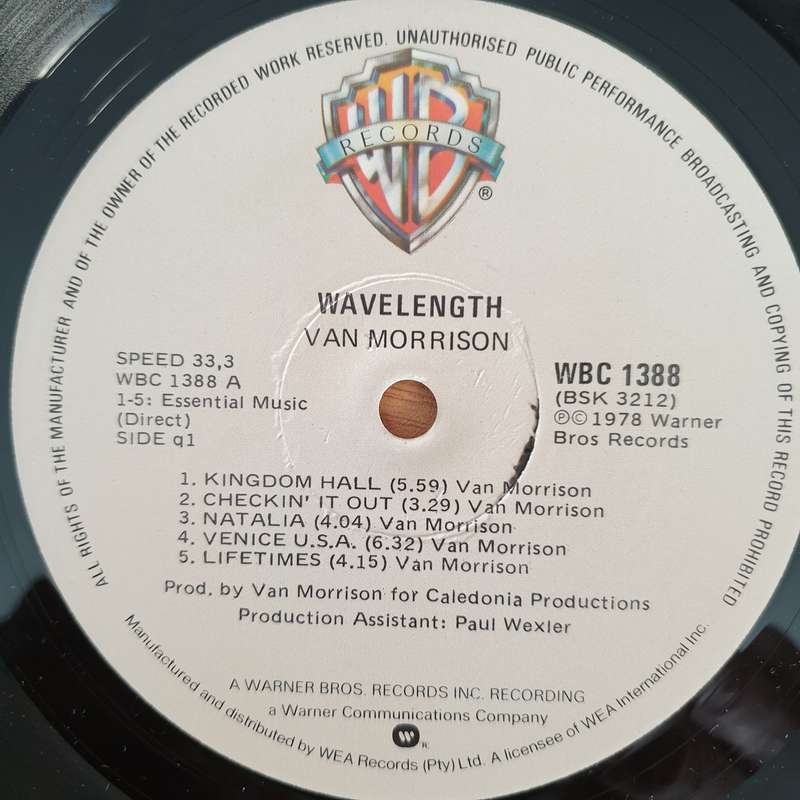 ALL RIGHTS OF THE MANUFACTURER AND OF THE OWNER OF THE RECORDED WORK RESERVED. UNAUTHORISED PUBLIC PERFORMANCE BROADCASTING AND COPYING OF THIS RECORD PROHIBITED
WB
RECORDS
®
WAVELENGTH
VAN MORRISON
SPEED 33,3
WBC 1388 A
1-5: Essential Music
(Direct)
SIDE q1
WBC 1388
(BSK 3212)
Ⓟ©1978 Warner
Bros Records
1. KINGDOM HALL (5.59) Van Morrison
2. CHECKIN' IT OUT (3.29) Van Morrison
3. NATALIA (4.04) Van Morrison
4. VENICE U.S.A. (6.32) Van Morrison
5. LIFETIMES (4.15) Van Morrison
Prod. by Van Morrison for Caledonia Productions
Production Assistant: Paul Wexler
A WARNER BROS. RECORDS INC. RECORDING
a Warner Communications Company
Manufactured and distributed by WEA Records (Pty) Ltd. A licensee of WEA International Inc.